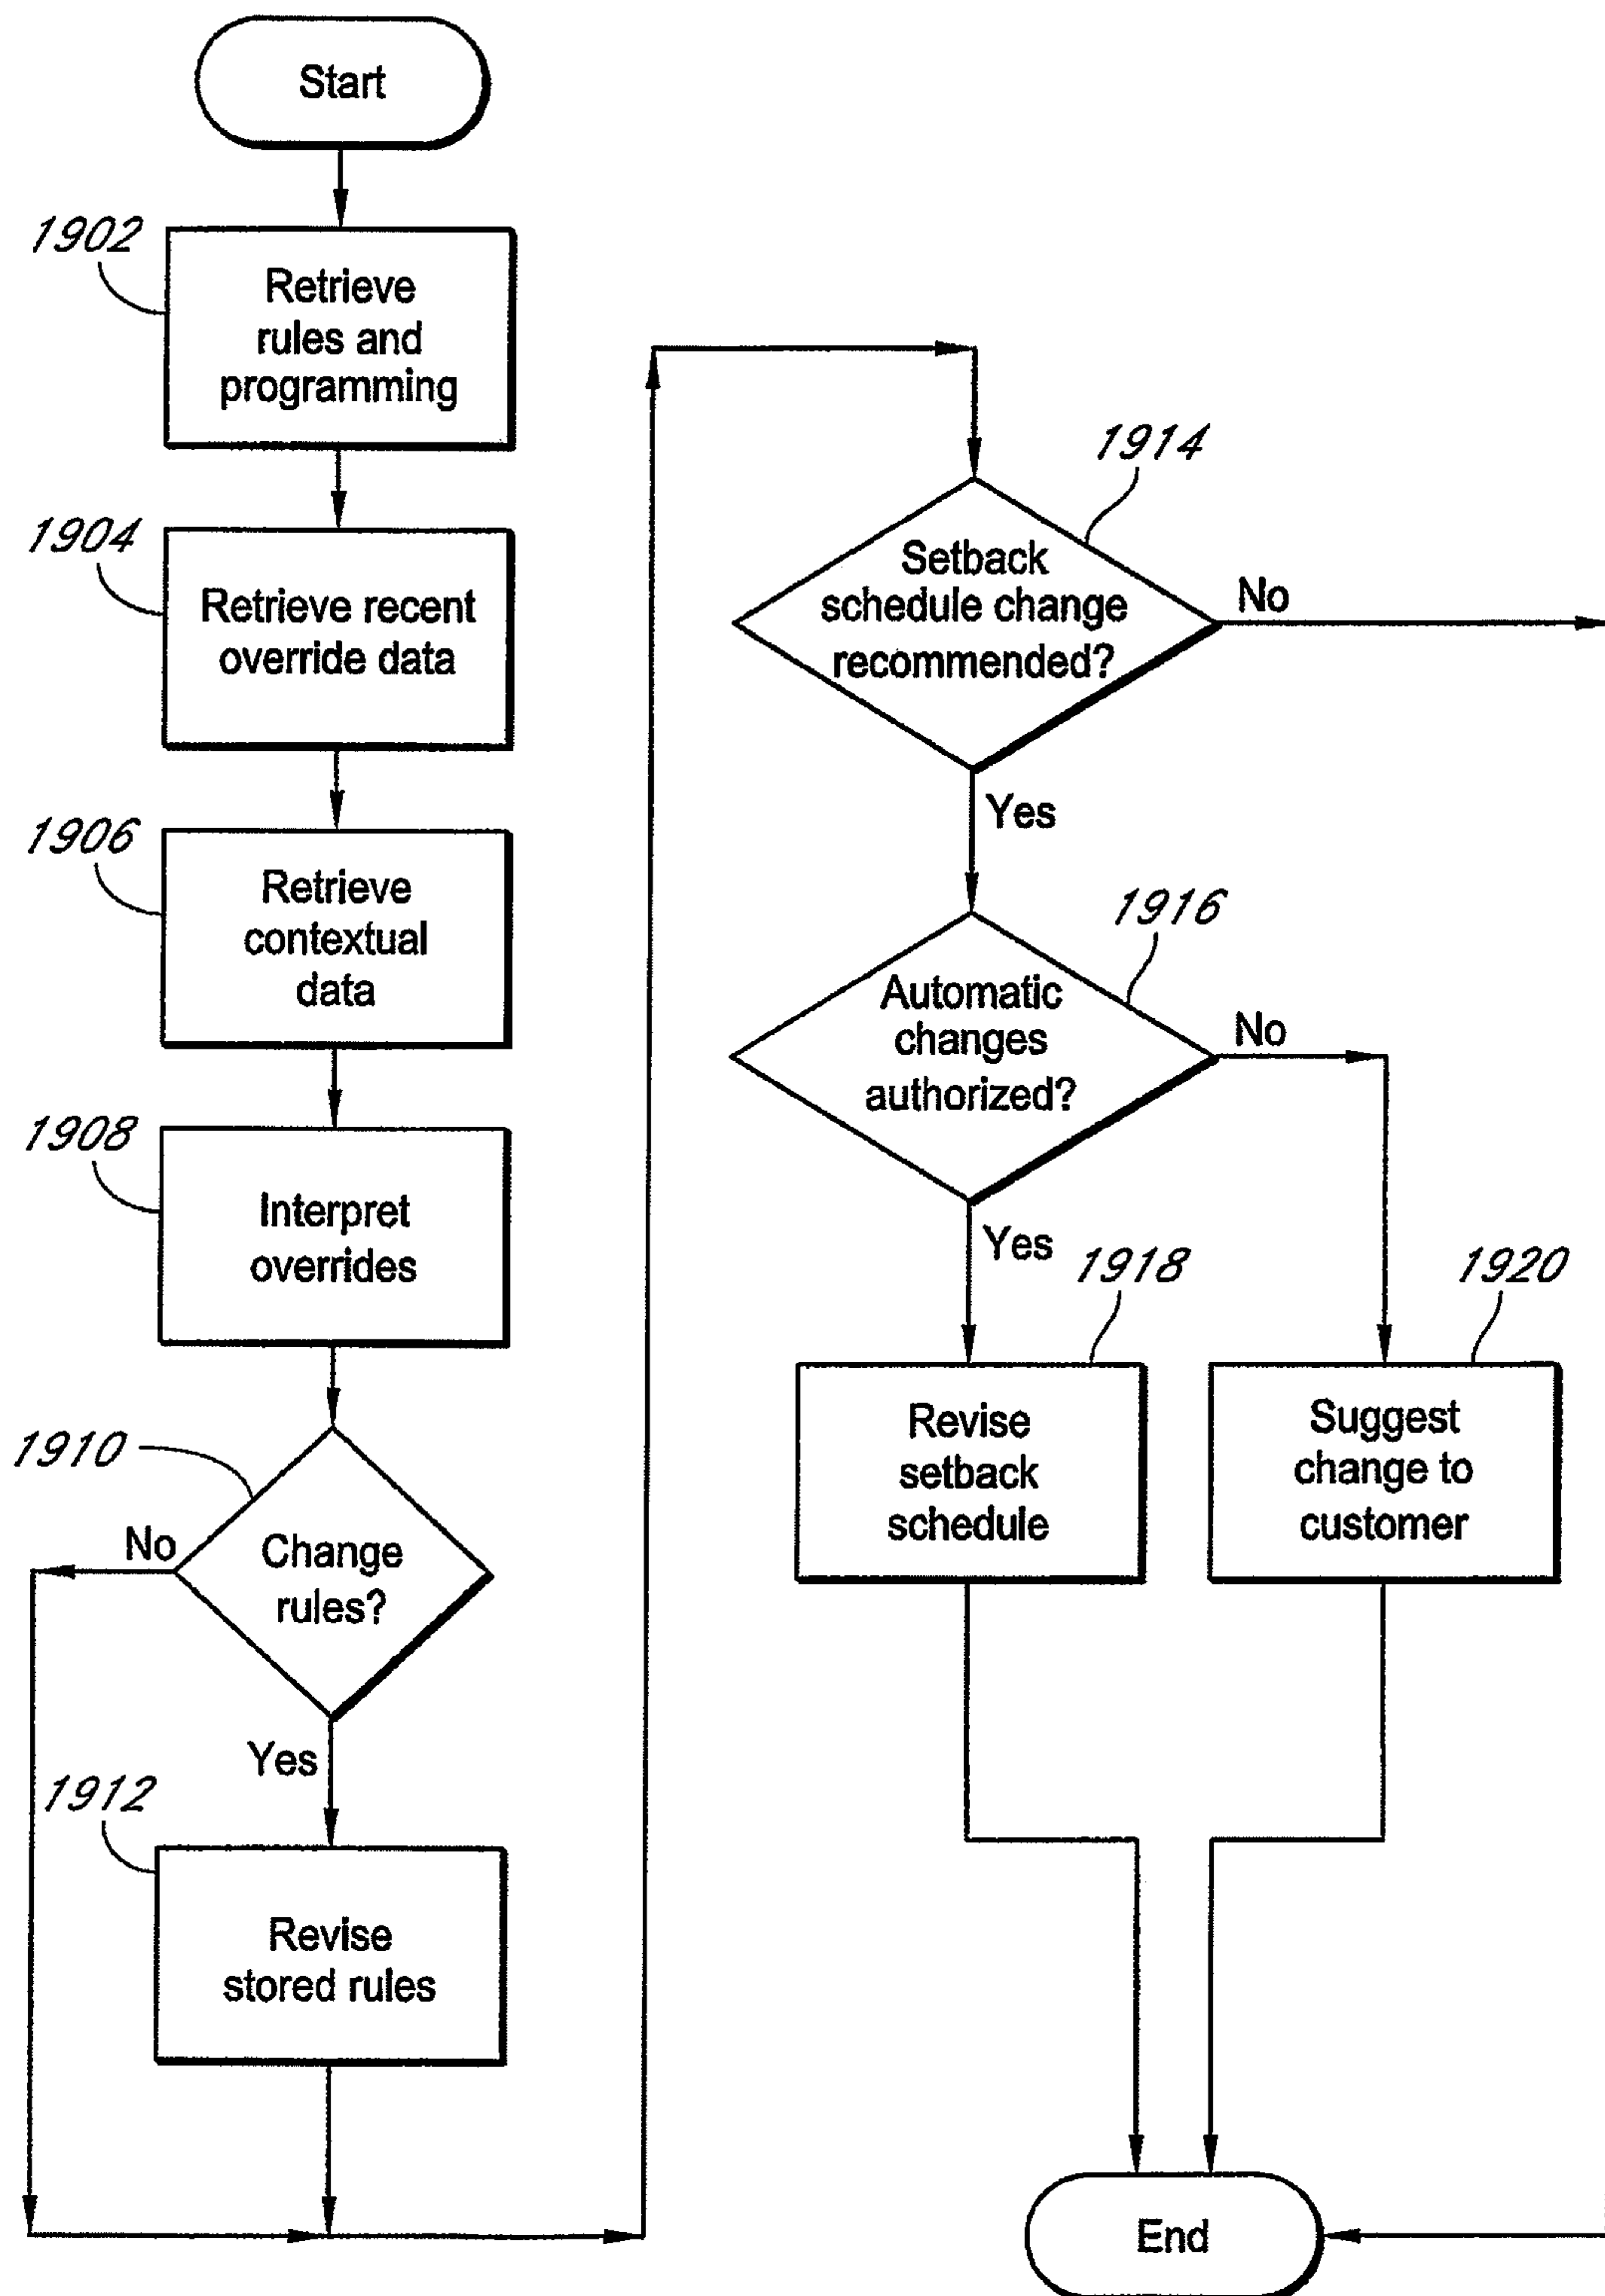 Start
1902
Retrieve
rules and
programming
1904
Retrieve recent
override data
1906
Retrieve
contextual
data
1908
Interpret
overrides
1910
No
Change
rules?
Yes
1912
Revise
stored rules
1914
Setback
schedule change
recommended?
No
Yes
1916
Automatic
changes
authorized?
No
Yes
1918
Revise
setback
schedule
1920
Suggest
change to
customer
End